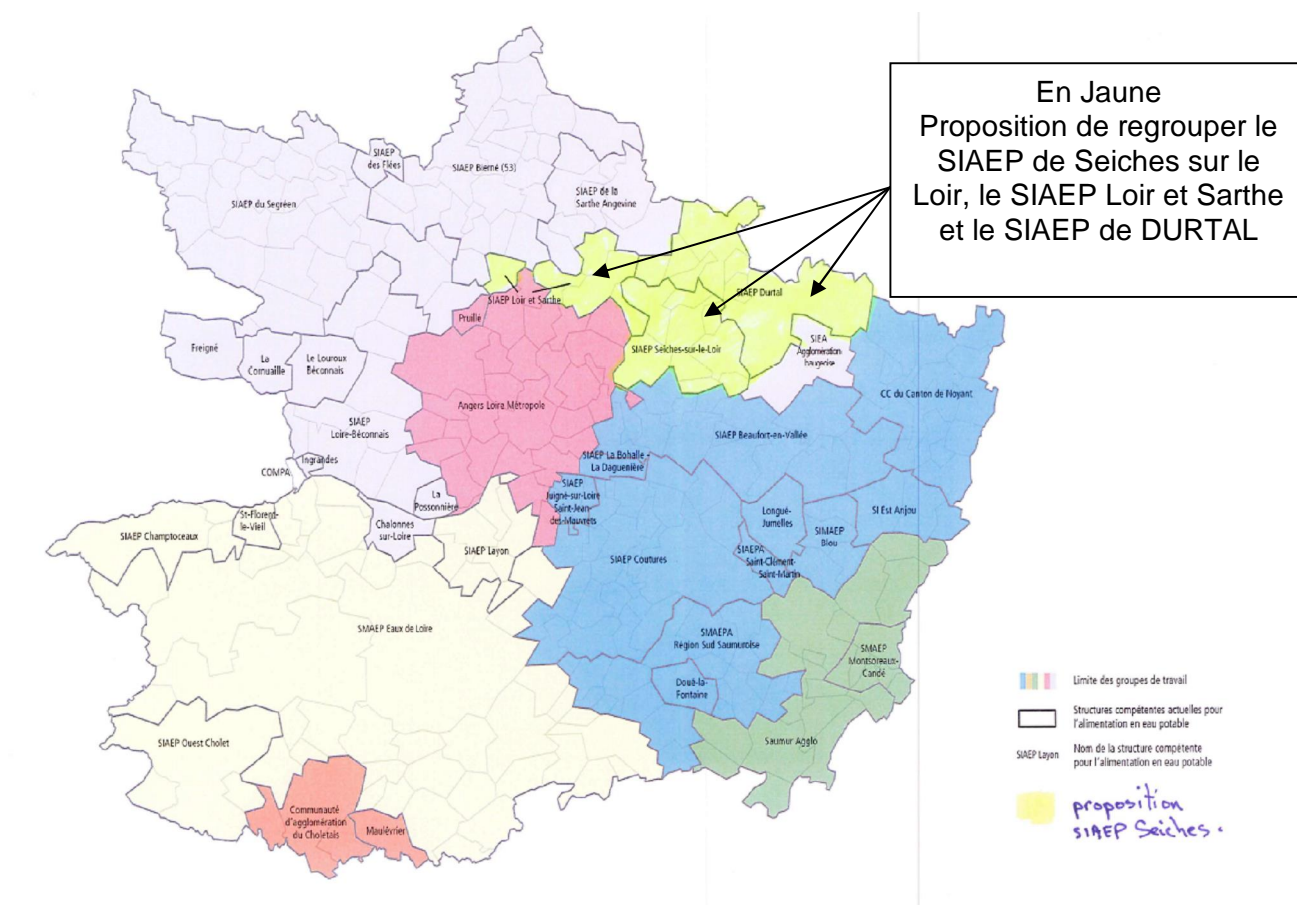 En Jaune
Proposition de regrouper le
SIAEP de Seiches sur le
Loir, le SIAEP Loir et Sarthe
et le SIAEP de DURTAL
SIAEP
des Flées
SIAEP Bierné (53)
SIAEP de la
Sarthe Angevine
SIAEP du Segréen
SIAEP Loir et Sarthe
SIAEP Durtal
Pruillé
SIAEP Seiches-sur-le-Loir
SIEA
Agglomération
baugeoise
Freigné
La
Cornuaille
Le Louroux
Béconnais
Angers Loire Métropole
CC du Canton de Noyant
SIAEP
Loire-Béconnais
SIAEP Beaufort-en-Vallée
Ingrandes
COMPA
SIAEP La Bohalle -
La Daguenière
SIAEP
Juigné-sur-Loire
Saint-Jean
des-Mauvrets
La
Possonnière
St-Florent-
le-Vieil
Chalonnes
sur-Loire
SIAEP Champtoceaux
SIAEP Layon
SIAEP Coutures
Longué-
Jumelles
SIMAEP
Blou
SI Est Anjou
SIAEPA
Saint-Clément-
Saint-Martin
SMAEP Eaux de Loire
SMAEPA
Région Sud Saumuroise
SMAEP
Montsoreaux-
Candé
Doué-la-
Fontaine
SIAEP Ouest Cholet
Saumur Agglo
Communauté
d'agglomération
du Choletais
Maulévrier
Limite des groupes de travail
Structures compétentes actuelles pour
l'alimentation en eau potable
SIAEP Layon
Nom de la structure compétente
pour l'alimentation en eau potable
proposition
SIAEP Seiches.